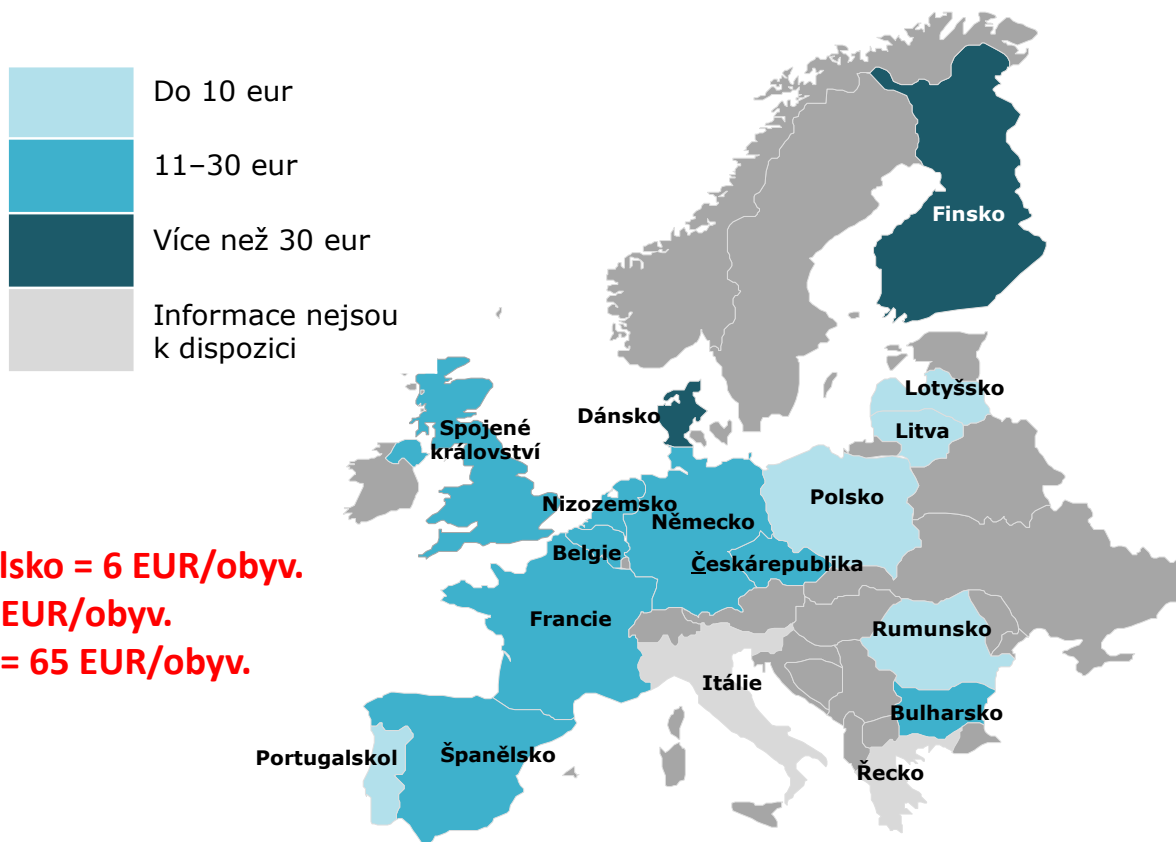 Do 10 eur
11–30 eur
Více než 30 eur
Informace nejsou
k dispozici
Finsko
Lotyšsko
Dánsko
Litva
Spojené
království
Polsko
Nizozemsko
Německo
Belgie
Českárepublika
lsko = 6 EUR/obyv.
EUR/obyv.
= 65 EUR/obyv.
Francie
Rumunsko
Itálie
Bulharsko
Portugalskol
Španělsko
Řecko